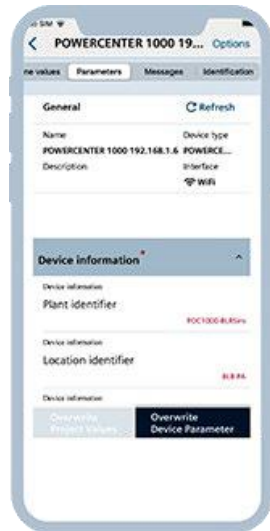 SIM
POWERCENTER 1000 19... Options
ne values Parameters Messages Identification
General Refresh
Name Device type
POWERCENTER 1000 192.168.1.6 POWERCE...
Description Interface
WiFi
Device information*
Device information
Plant identifier
Device information
Location identifier
Device information
Overwrite Project Values
Overwrite Device Parameter